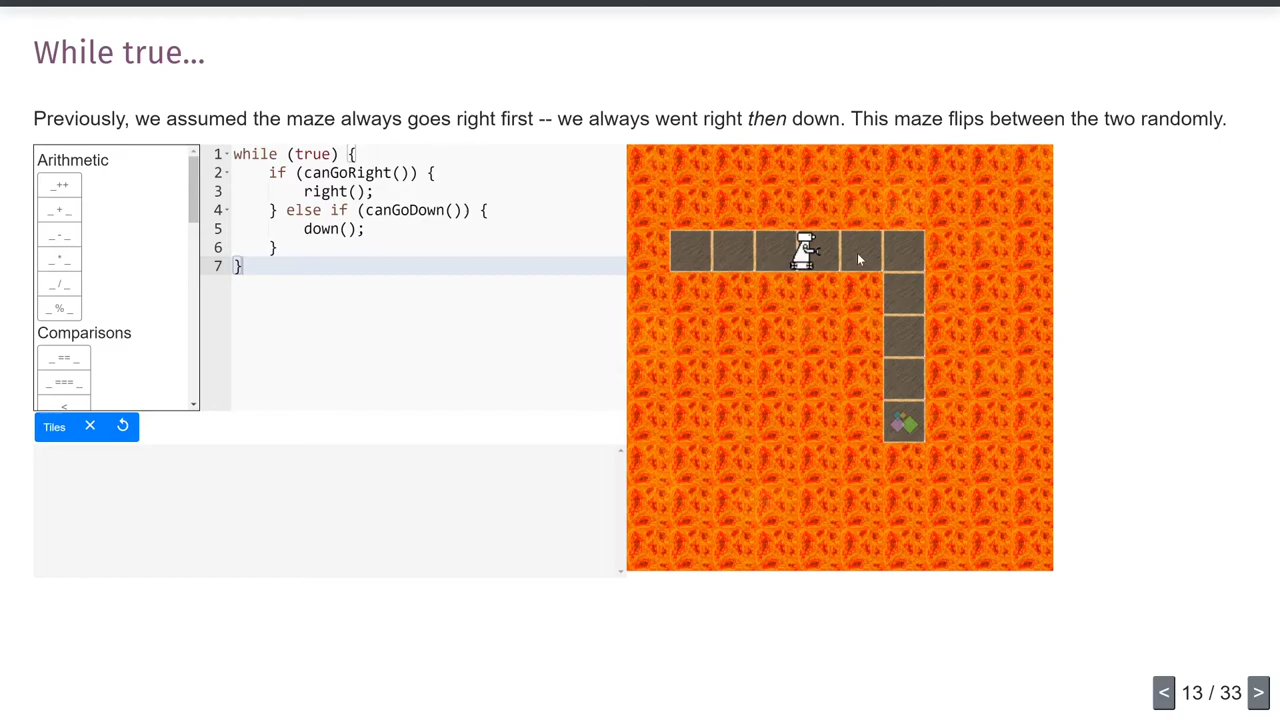 While true...
Previously, we assumed the maze always goes right first -- we always went right then down. This maze flips between the two randomly.
Arithmetic
_++
_ + _
_ - _
_ * _
_ / _
_ % _
Comparisons
_ == _
_ === _
<
1 while (true) {
2     if (canGoRight()) {
3         right();
4     } else if (canGoDown()) {
5         down();
6     }
7 }
Tiles
< 13 / 33 >